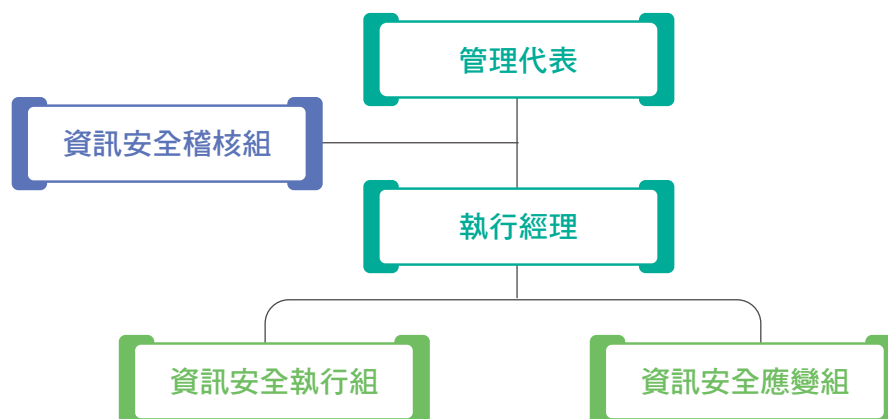 管理代表
資訊安全稽核組
執行經理
資訊安全執行組
資訊安全應變組